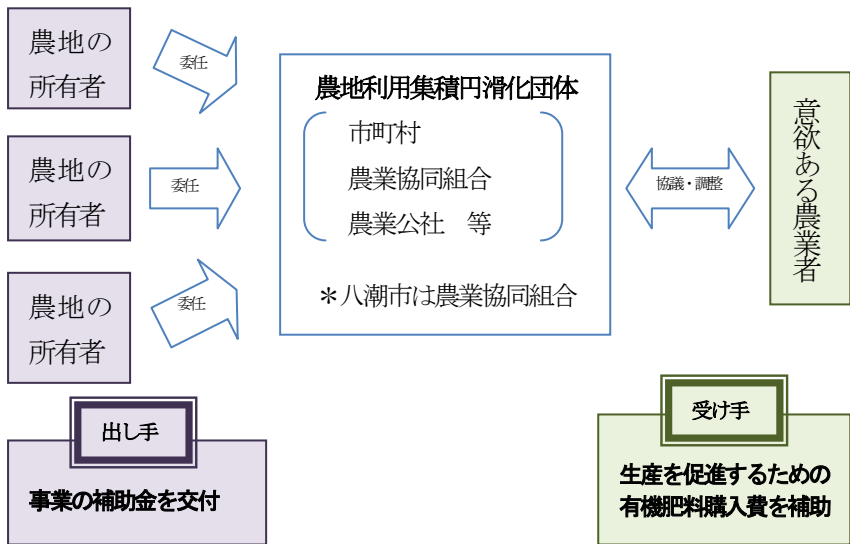 農地の
所有者
委任
農地の
所有者
委任
農地の
所有者
委任
農地利用集積円滑化団体
市町村
農業協同組合
農業公社　等
＊八潮市は農業協同組合
協議・調整
意欲ある農業者
出し手
事業の補助金を交付
受け手
生産を促進するための
有機肥料購入費を補助